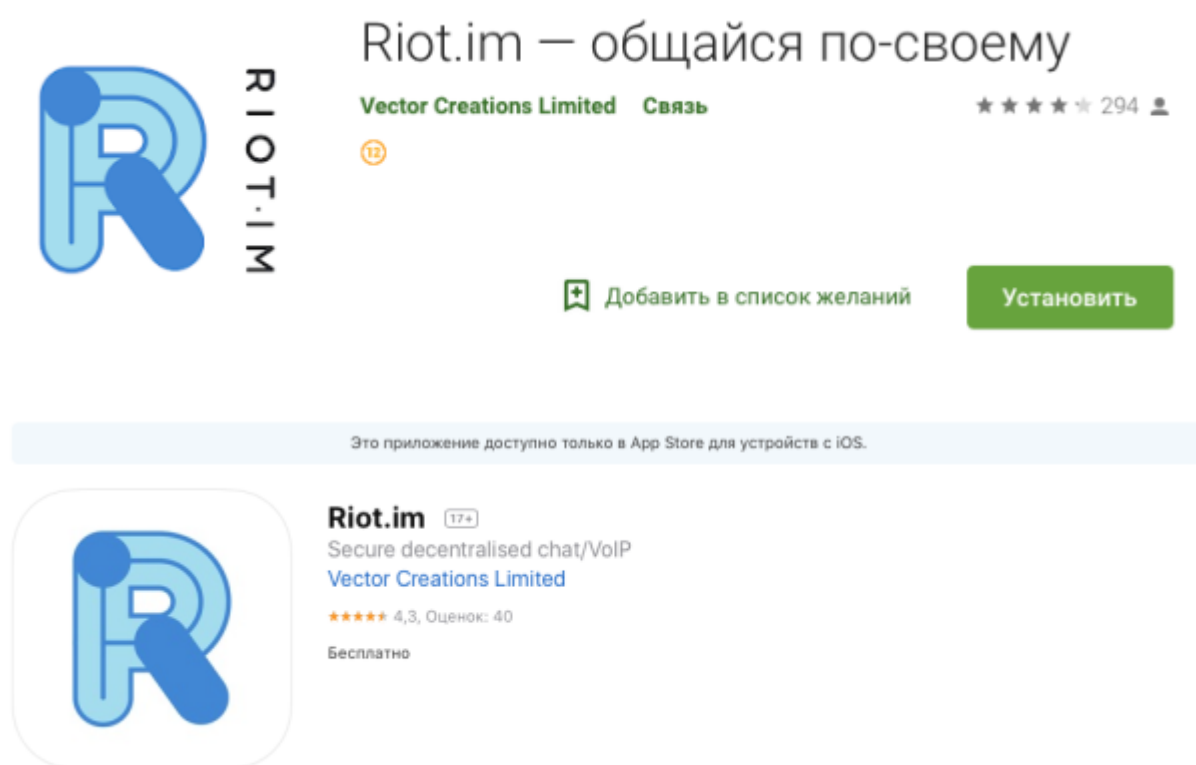 Riot.im — общайся по-своему
RIOT·IM
Vector Creations Limited Связь
294
12
Добавить в список желаний
Установить
Это приложение доступно только в App Store для устройств с iOS.
Riot.im 17+
Secure decentralised chat/VoIP
Vector Creations Limited
4,3, Оценок: 40
Бесплатно